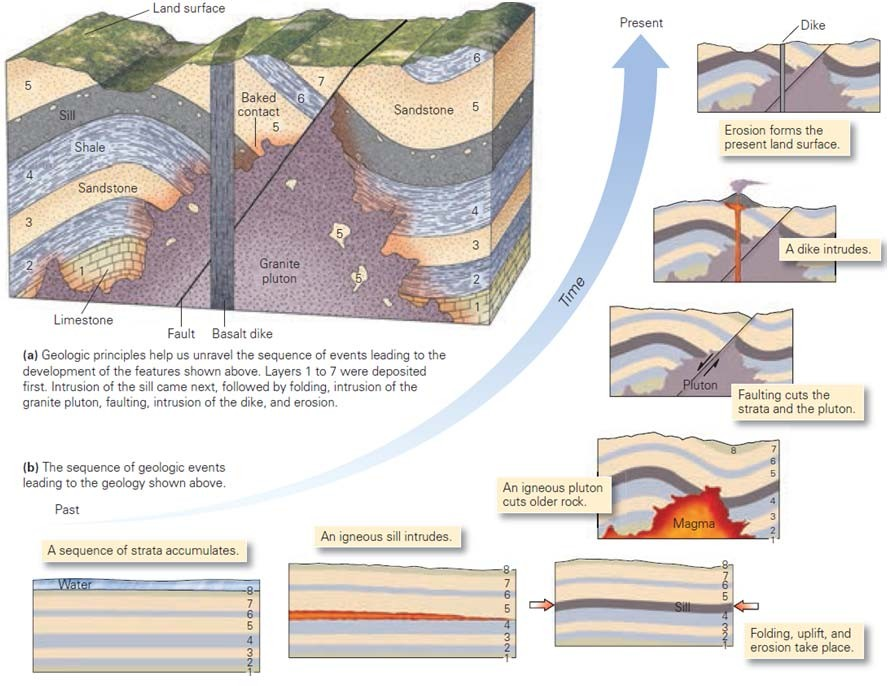 Land surface
5
Sill
Shale
4
Sandstone
3
2
1
Limestone
Fault
Basalt dike
Baked
contact
5
6
7
Sandstone
5
6
4
3
2
1
5
5
Granite
pluton
(a) Geologic principles help us unravel the sequence of events leading to the
development of the features shown above. Layers 1 to 7 were deposited
first. Intrusion of the sill came next, followed by folding, intrusion of the
granite pluton, faulting, intrusion of the dike, and erosion.
(b) The sequence of geologic events
leading to the geology shown above.
Past
Time
Present
A sequence of strata accumulates.
Water
8
7
6
5
4
3
2
1
An igneous sill intrudes.
8
7
6
5
4
3
2
1
Sill
8
7
6
5
4
3
2
1
Folding, uplift, and
erosion take place.
An igneous pluton
cuts older rock.
Magma
8
7
6
5
4
3
2
1
Pluton
Faulting cuts the
strata and the pluton.
A dike intrudes.
Dike
Erosion forms the
present land surface.